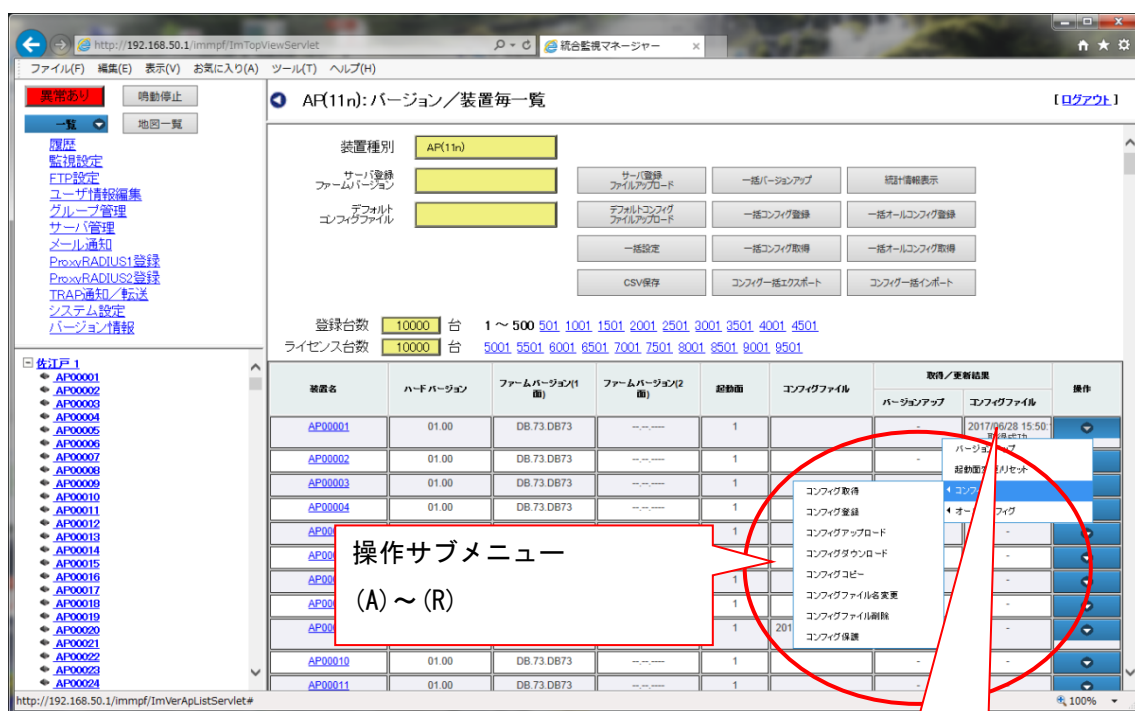 http://192.168.50.1/immpf/ImTopViewServlet
統合監視マネージャー
ファイル(F) 編集(E) 表示(V) お気に入り(A) ツール(T) ヘルプ(H)
異常あり 鳴動停止
一覧 地図一覧
履歴
監視設定
FTP設定
ユーザ情報編集
グループ管理
サーバ管理
メール通知
ProxyRADIUS1登録
ProxyRADIUS2登録
TRAP通知/転送
システム設定
バージョン情報
佐江戸1
AP00001
AP00002
AP00003
AP00004
AP00005
AP00006
AP00007
AP00008
AP00009
AP00010
AP00011
AP00012
AP00013
AP00014
AP00015
AP00016
AP00017
AP00018
AP00019
AP00020
AP00021
AP00022
AP00023
AP00024
AP(11n):バージョン/装置毎一覧
[ログアウト]
装置種別 AP(11n)
サーバ登録
ファームバージョン
サーバ登録
ファイルアップロード
一括バージョンアップ
統計情報表示
デフォルト
コンフィグファイル
デフォルトコンフィグ
ファイルアップロード
一括コンフィグ登録
一括オールコンフィグ登録
一括設定 一括コンフィグ取得 一括オールコンフィグ取得
CSV保存 コンフィグ一括エクスポート コンフィグ一括インポート
登録台数 10000 台 1 ~ 500 501 1001 1501 2001 2501 3001 3501 4001 4501
ライセンス台数 10000 台 5001 5501 6001 6501 7001 7501 8001 8501 9001 9501
装置名 ハードバージョン ファームバージョン(1面) ファームバージョン(2面) 起動面 コンフィグファイル 取得/更新結果 操作
バージョンアップ コンフィグファイル
AP00001 01.00 DB.73.DB73 --.--.---- 1 - 2017/06/28 15:50:
AP00002 01.00 DB.73.DB73 --.--.---- 1 -
AP00003 01.00 DB.73.DB73 --.--.---- 1
AP00004 01.00 DB.73.DB73 --.--.---- 1
AP00010 01.00 DB.73.DB73 --.--.---- 1 - -
AP00011 01.00 DB.73.DB73 --.--.---- 1 -
バージョンアップ
コンフィグ取得
コンフィグ登録
コンフィグアップロード
コンフィグダウンロード
コンフィグコピー
コンフィグファイル名変更
コンフィグファイル削除
コンフィグ保護
操作サブメニュー
(A)~(R)
http://192.168.50.1/immpf/ImVerApListServlet#
100%